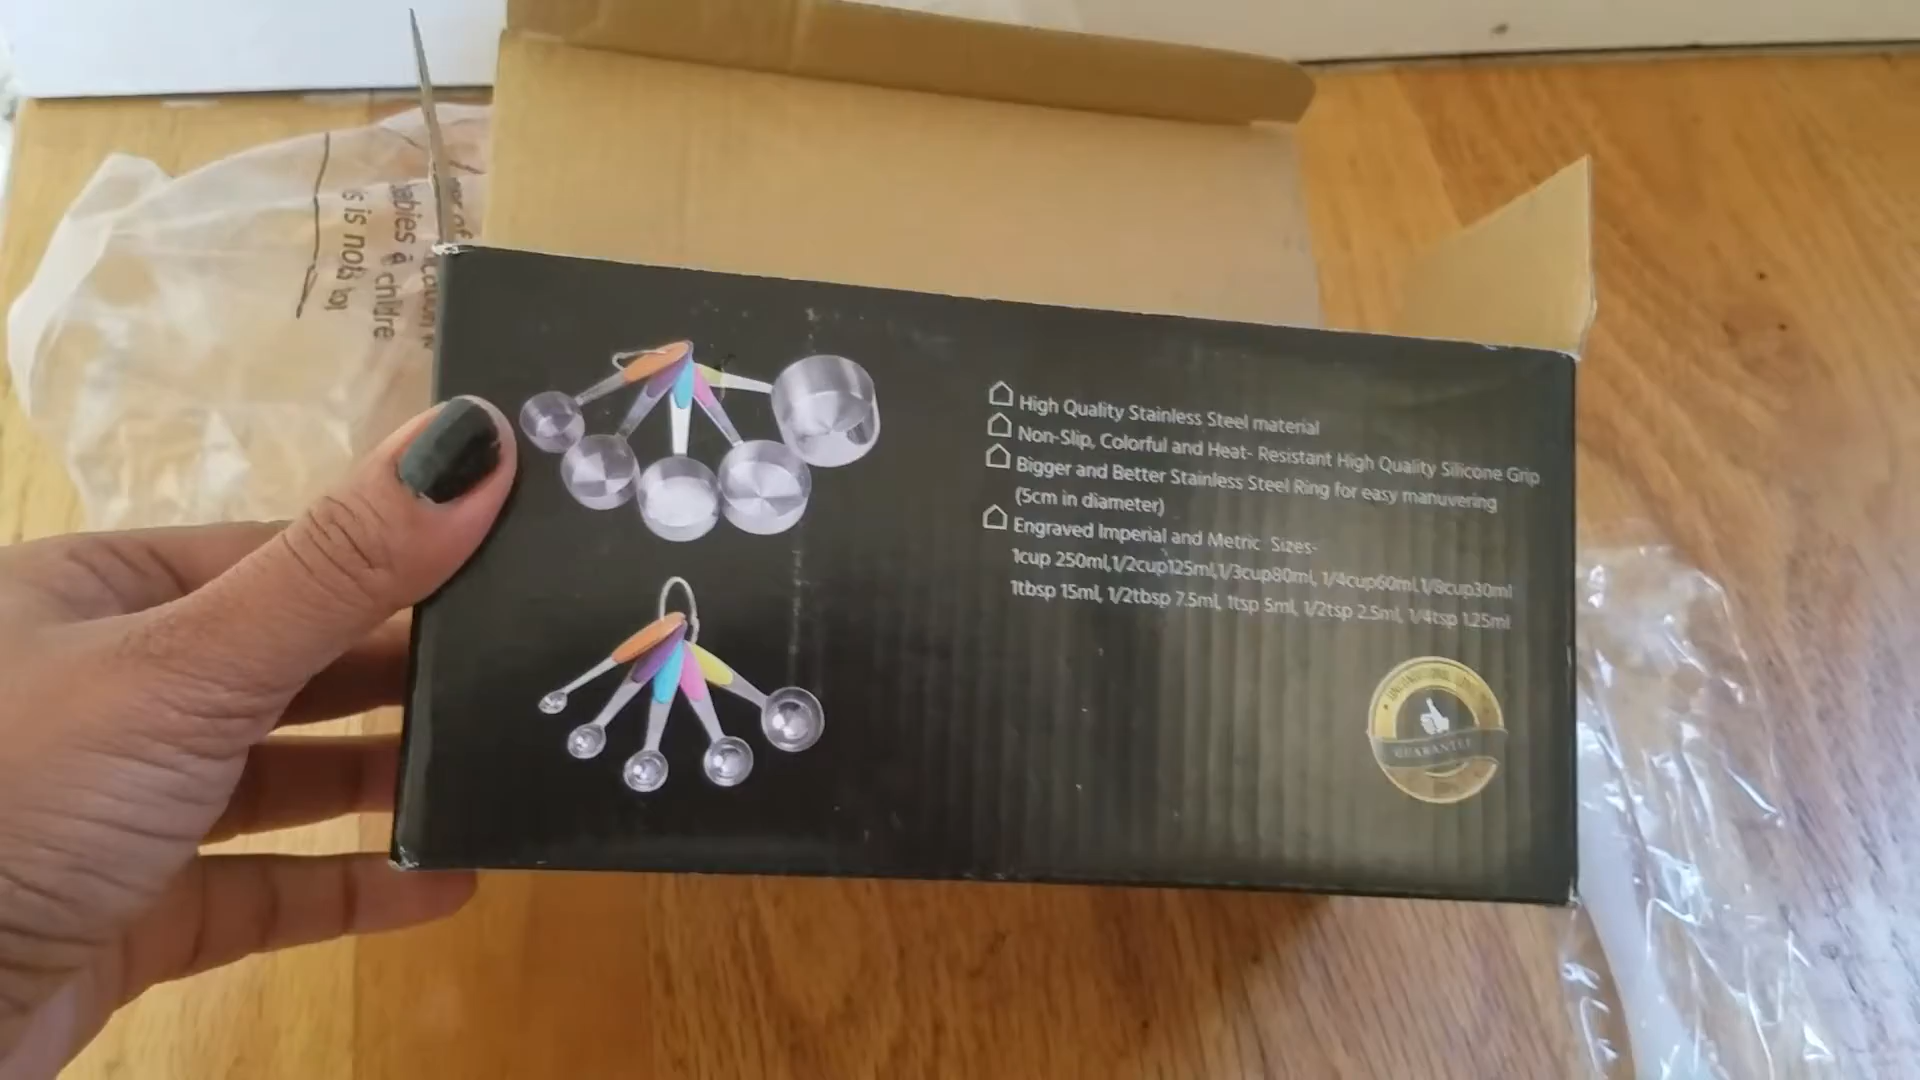 abies & childre
s is not
High Quality Stainless Steel material
Non-Slip, Colorful and Heat- Resistant High Quality Silicone Grip
Bigger and Better Stainless Steel Ring for easy manuvering
(5cm in diameter)
Engraved Imperial and Metric Sizes-
1cup 250ml,1/2cup125ml,1/3cup80ml, 1/4cup60ml,1/8cup30ml
1tbsp 15ml, 1/2tbsp 7.5ml, 1tsp 5ml, 1/2tsp 2.5ml, 1/4tsp 1.25ml
GUARANTEE